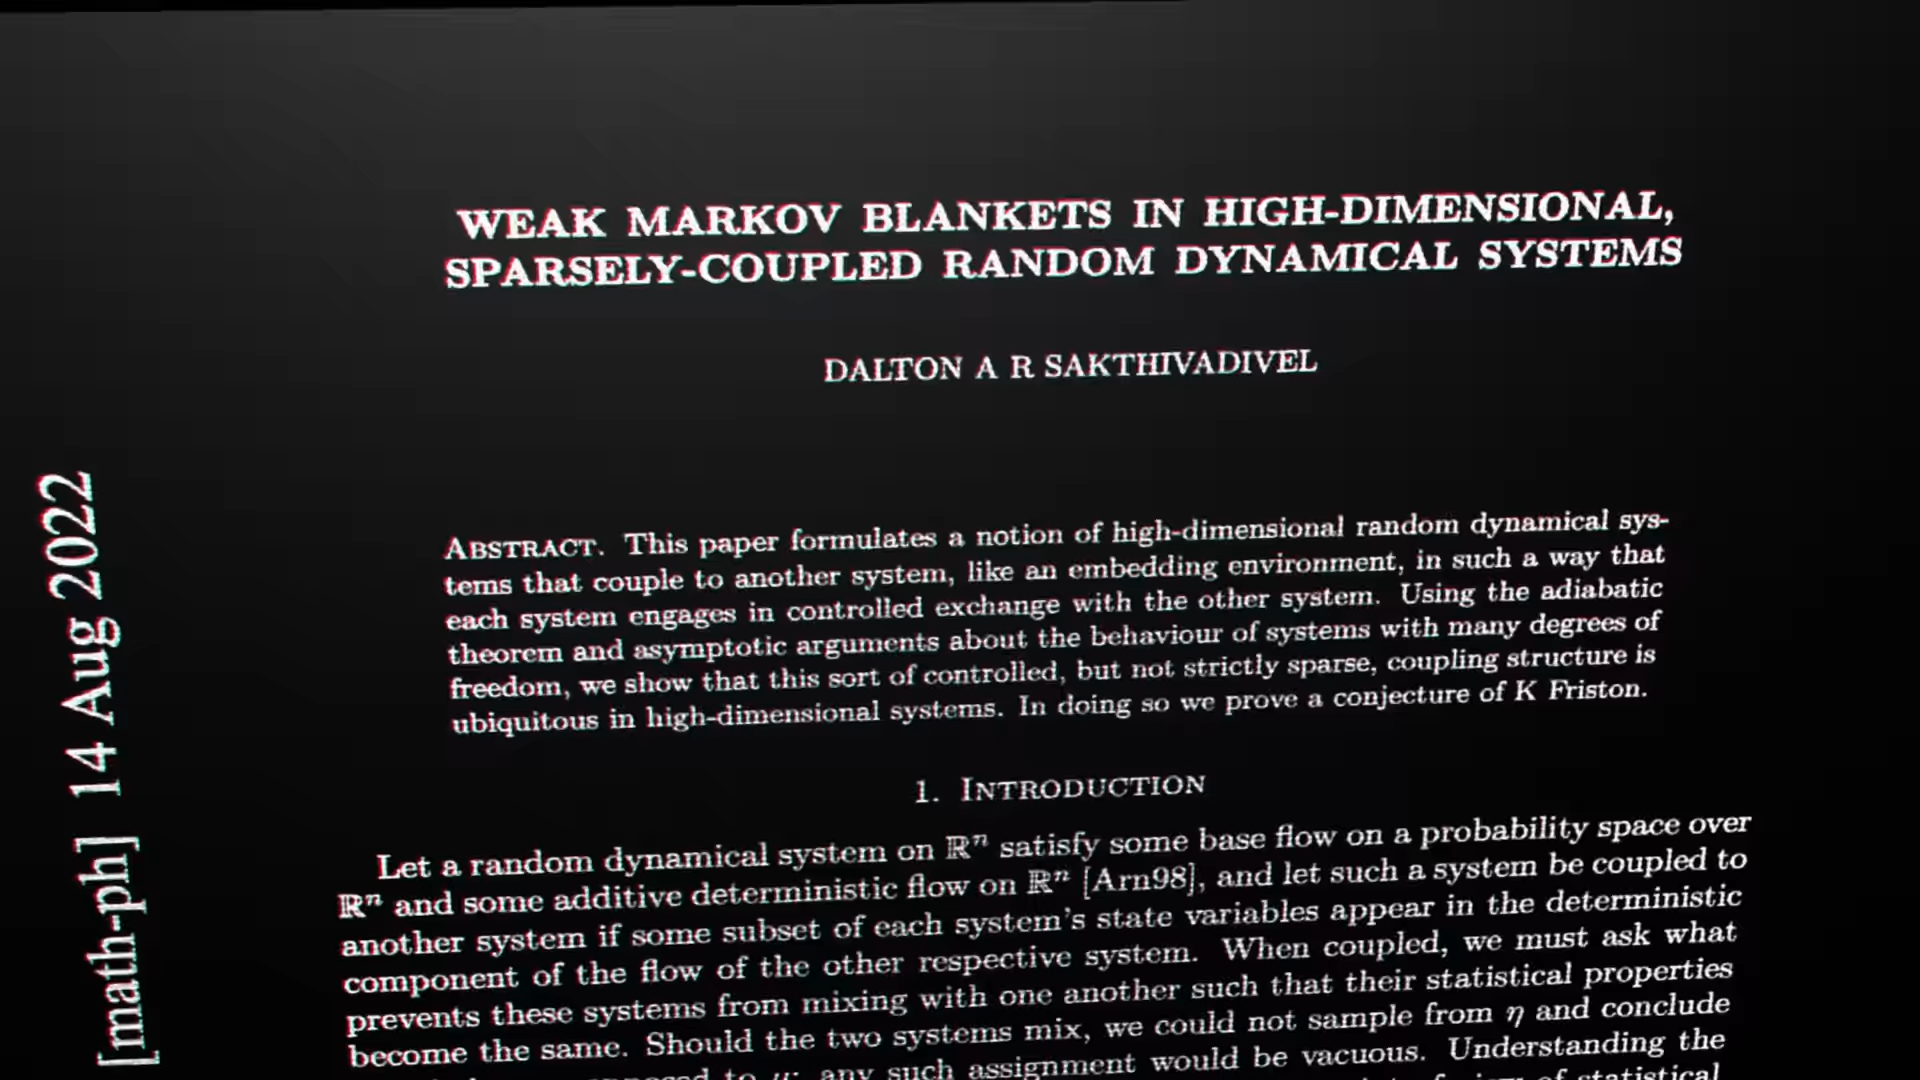 WEAK MARKOV BLANKETS IN HIGH-DIMENSIONAL,
SPARSELY-COUPLED RANDOM DYNAMICAL SYSTEMS
DALTON A R SAKTHIVADIVEL
ABSTRACT. This paper formulates a notion of high-dimensional random dynamical sys-
tems that couple to another system, like an embedding environment, in such a way that
each system engages in controlled exchange with the other system. Using the adiabatic
theorem and asymptotic arguments about the behaviour of systems with many degrees of
freedom, we show that this sort of controlled, but not strictly sparse, coupling structure is
ubiquitous in high-dimensional systems. In doing so we prove a conjecture of K Friston.
1. INTRODUCTION
Let a random dynamical system on ℝⁿ satisfy some base flow on a probability space over
ℝⁿ and some additive deterministic flow on ℝⁿ [Arn98], and let such a system be coupled to
another system if some subset of each system's state variables appear in the deterministic
component of the flow of the other respective system. When coupled, we must ask what
prevents these systems from mixing with one another such that their statistical properties
become the same. Should the two systems mix, we could not sample from η and conclude
to μ; any such assignment would be vacuous. Understanding the
of statistical
[math-ph] 14 Aug 2022